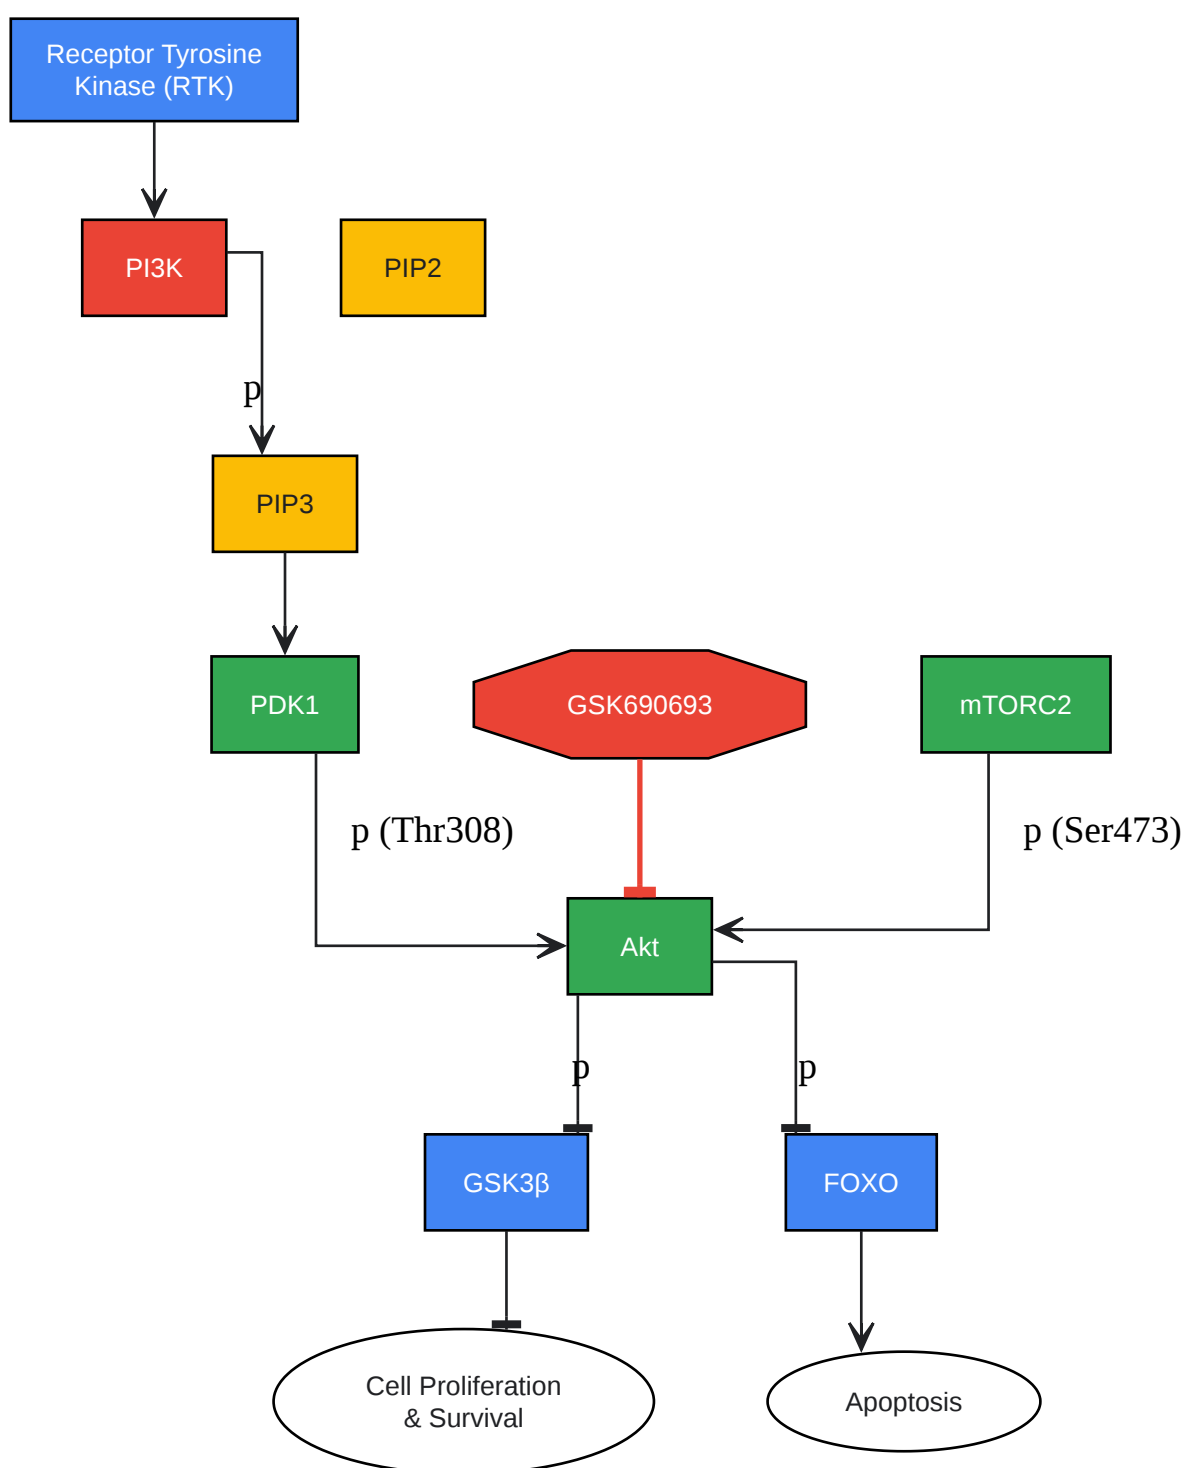 Receptor Tyrosine
Kinase (RTK)
PI3K
PIP2
p
PIP3
PDK1
GSK690693
mTORC2
p (Thr308)
p (Ser473)
Akt
p
p
GSK3β
FOXO
Cell Proliferation
& Survival
Apoptosis